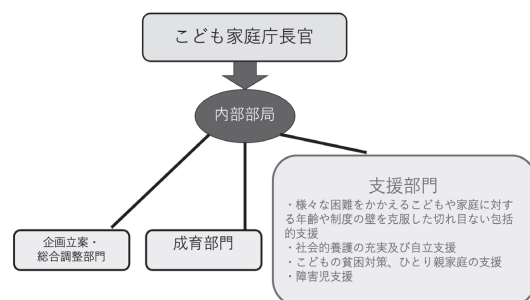 こども家庭庁長官
内部部局
企画立案・
総合調整部門
成育部門
支援部門
・様々な困難をかかえるこどもや家庭に対す
る年齢や制度の壁を克服した切れ目ない包括
的支援
・社会的養護の充実及び自立支援
・こどもの貧困対策、ひとり親家庭の支援
・障害児支援